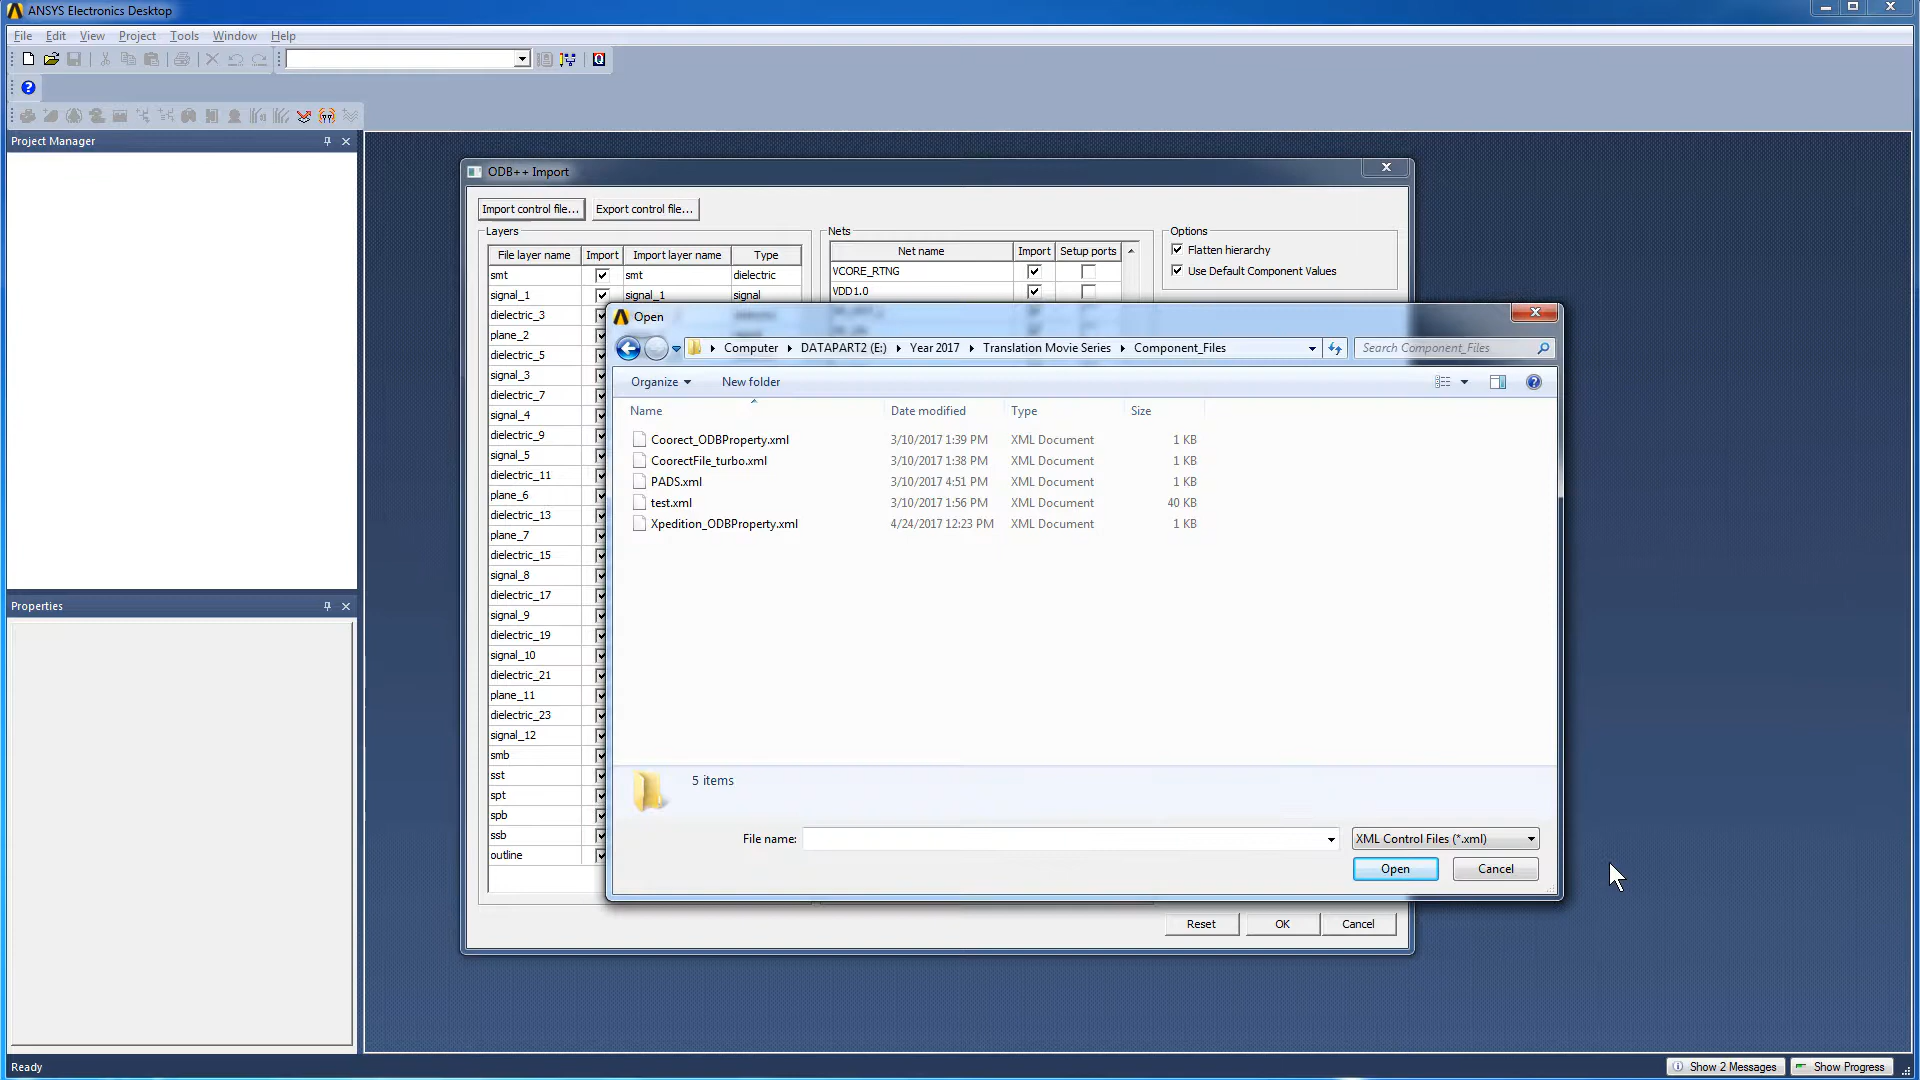 ANSYS Electronics Desktop
File Edit View Project Tools Window Help
Project Manager
Properties
ODB++ Import
Import control file... Export control file...
Layers
File layer name Import Import layer name Type
smt smt dielectric
signal_1 signal_1 signal
dielectric_3
plane_2
dielectric_5
signal_3
dielectric_7
signal_4
dielectric_9
signal_5
dielectric_11
plane_6
dielectric_13
plane_7
dielectric_15
signal_8
dielectric_17
signal_9
dielectric_19
signal_10
dielectric_21
plane_11
dielectric_23
signal_12
smb
sst
spt
spb
ssb
outline
Nets
Net name Import Setup ports
VCORE_RTNG
VDD1.0
Options
Flatten hierarchy
Use Default Component Values
Open
Computer DATAPART2 (E:) Year 2017 Translation Movie Series Component_Files
Search Component_Files
Organize New folder
Name Date modified Type Size
Coorect_ODBProperty.xml 3/10/2017 1:39 PM XML Document 1 KB
CoorectFile_turbo.xml 3/10/2017 1:38 PM XML Document 1 KB
PADS.xml 3/10/2017 4:51 PM XML Document 1 KB
test.xml 3/10/2017 1:56 PM XML Document 40 KB
Xpedition_ODBProperty.xml 4/24/2017 12:23 PM XML Document 1 KB
5 items
File name: XML Control Files (*.xml)
Open Cancel
Reset OK Cancel
Ready Show 2 Messages Show Progress